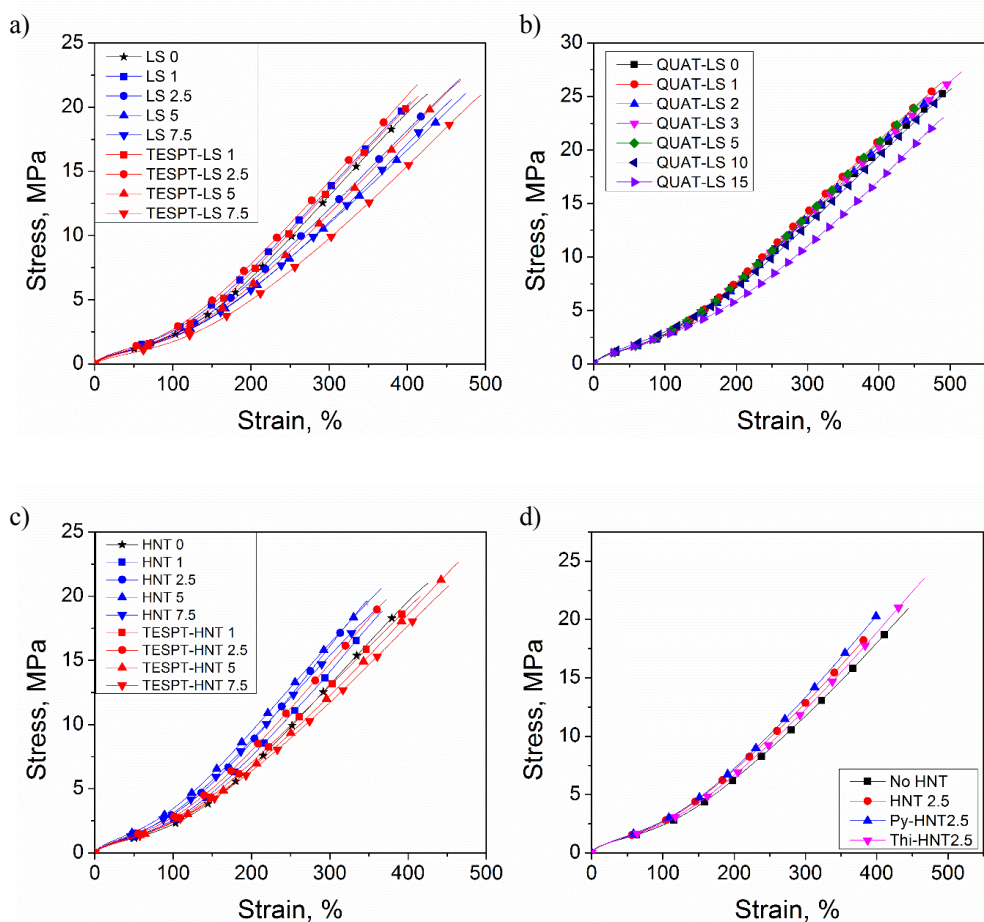 a)
Stress, MPa
25
20
15
10
5
0
LS 0
LS 1
LS 2.5
LS 5
LS 7.5
TESPT-LS 1
TESPT-LS 2.5
TESPT-LS 5
TESPT-LS 7.5
0 100 200 300 400 500
Strain, %
b)
Stress, MPa
30
25
20
15
10
5
0
QUAT-LS 0
QUAT-LS 1
QUAT-LS 2
QUAT-LS 3
QUAT-LS 5
QUAT-LS 10
QUAT-LS 15
0 100 200 300 400 500
Strain, %
c)
Stress, MPa
25
20
15
10
5
0
HNT 0
HNT 1
HNT 2.5
HNT 5
HNT 7.5
TESPT-HNT 1
TESPT-HNT 2.5
TESPT-HNT 5
TESPT-HNT 7.5
0 100 200 300 400 500
Strain, %
d)
Stress, MPa
25
20
15
10
5
0
No HNT
HNT 2.5
Py-HNT2.5
Thi-HNT2.5
0 100 200 300 400 500
Strain, %